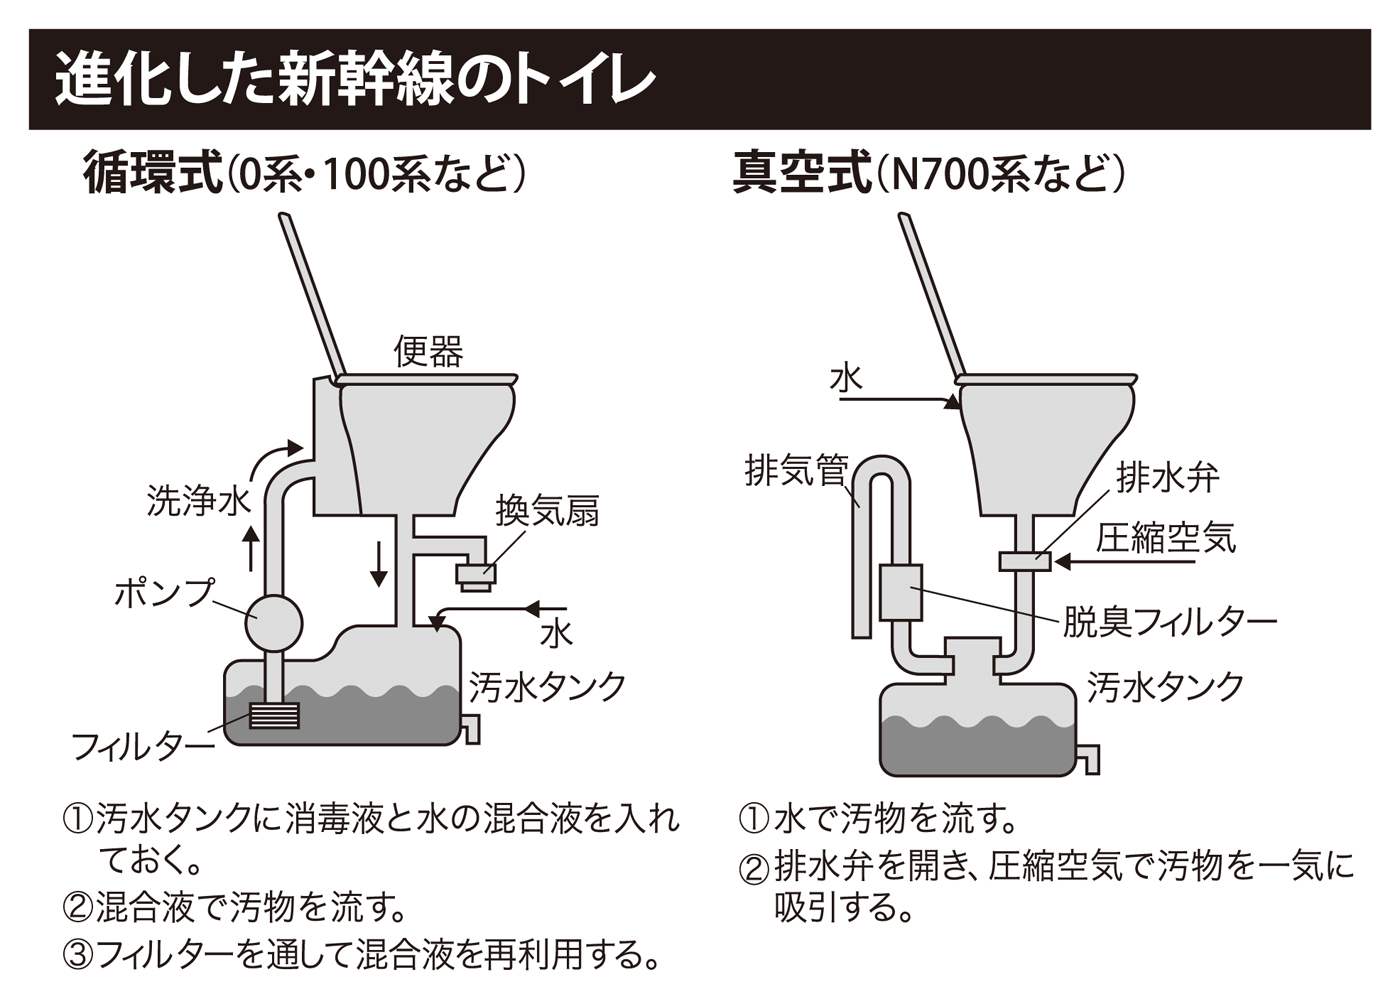 進化した新幹線のトイレ
循環式（0系・100系など）
便器
洗浄水
換気扇
ポンプ
水
汚水タンク
フィルター
①汚水タンクに消毒液と水の混合液を入れ
ておく。
②混合液で汚物を流す。
③フィルターを通して混合液を再利用する。
真空式（N700系など）
水
排気管
排水弁
圧縮空気
脱臭フィルター
汚水タンク
①水で汚物を流す。
②排水弁を開き、圧縮空気で汚物を一気に
吸引する。